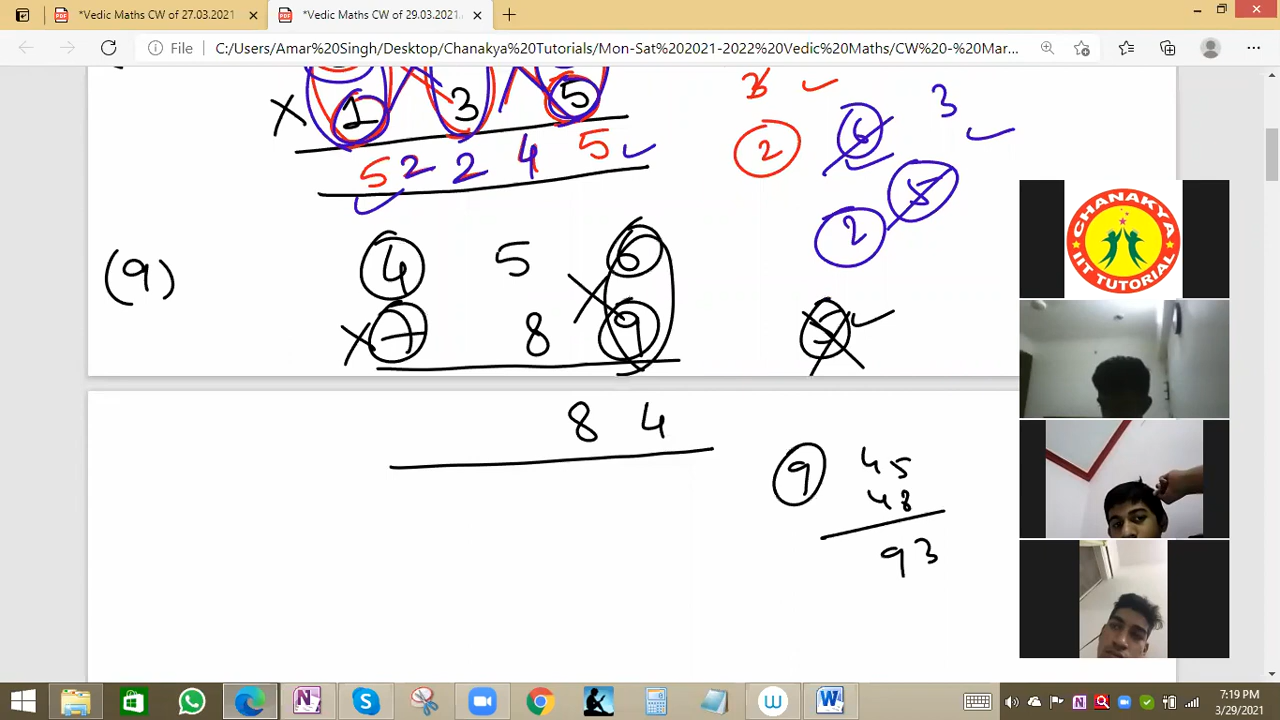 *Vedic Maths CW of 27.03.2021
*Vedic Maths CW of 29.03.2021.
File
C:/Users/Amar%20Singh/Desktop/Chanakya%20Tutorials/Mon-Sat%202021-2022%20Vedic%20Maths/CW%20-%20Mar...
× 1 3 5
3
5 2 2 4 5
2 6
5
2
(9) 4 5 6
× 7 8 9
8 4
9 45
48
93
CHANAKYA
IIT TUTORIAL
7:19 PM
3/29/2021